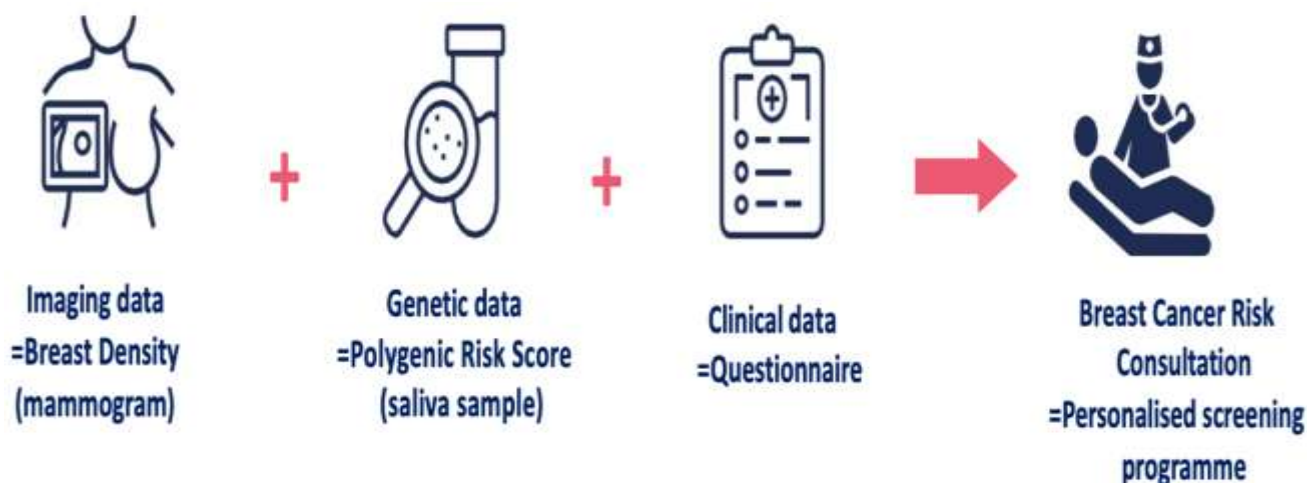 Imaging data
=Breast Density
(mammogram)
Genetic data
=Polygenic Risk Score
(saliva sample)
Clinical data
=Questionnaire
Breast Cancer Risk
Consultation
=Personalised screening
programme